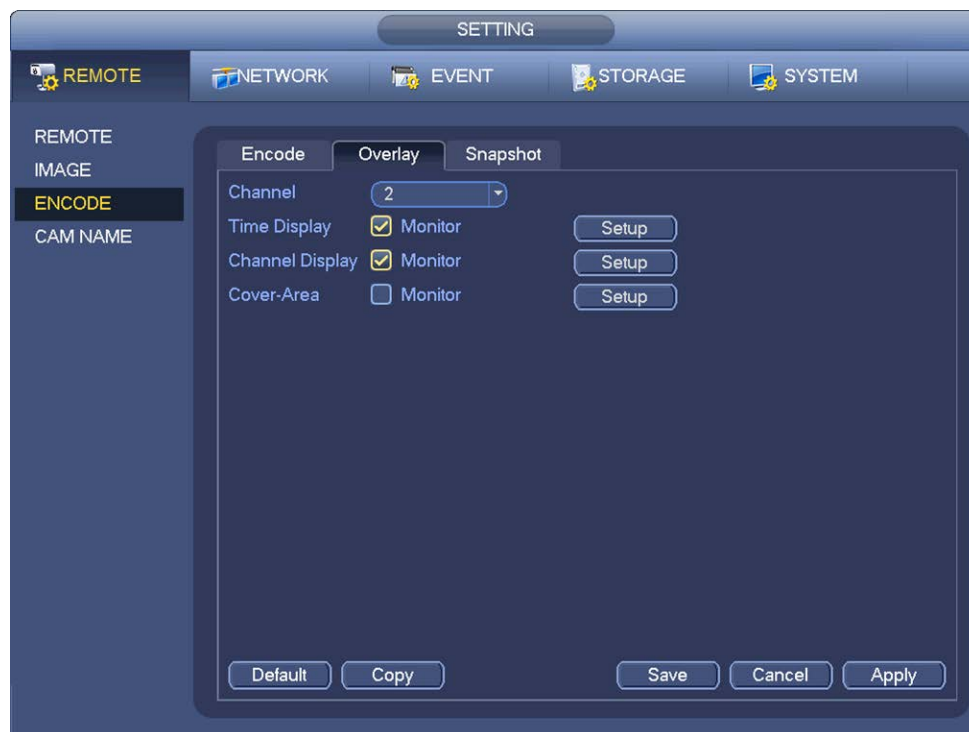 SETTING
REMOTE NETWORK EVENT STORAGE SYSTEM
REMOTE
IMAGE
ENCODE
CAM NAME
Encode Overlay Snapshot
Channel 2
Time Display Monitor Setup
Channel Display Monitor Setup
Cover-Area Monitor Setup
Default Copy Save Cancel Apply